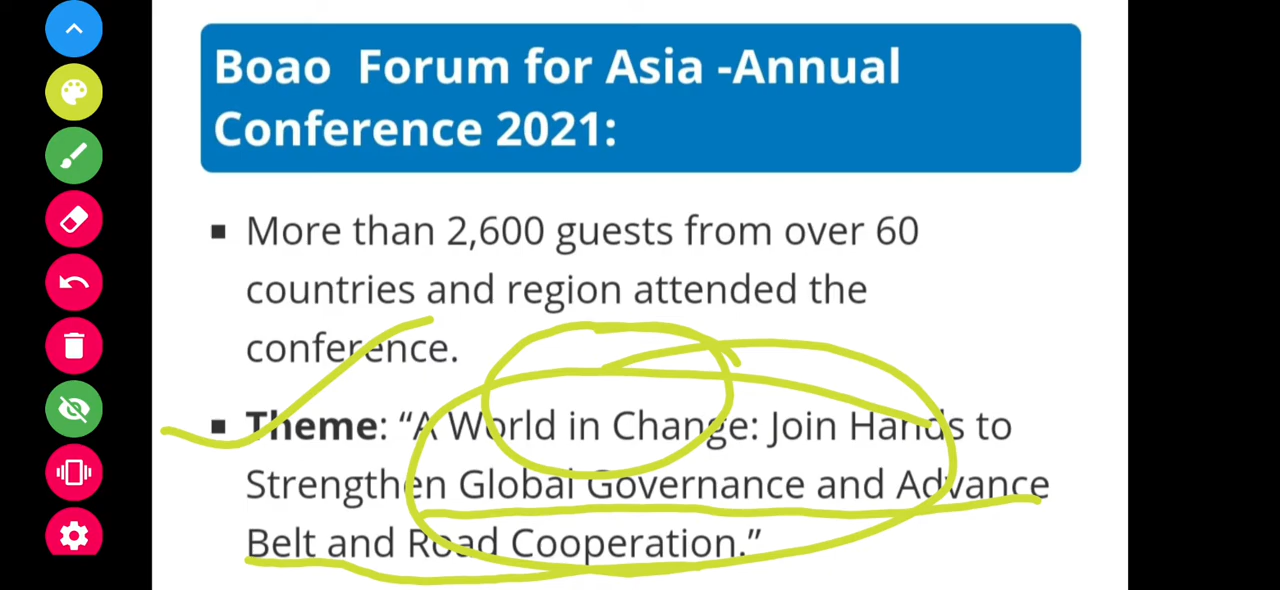 Boao Forum for Asia -Annual
Conference 2021:
▪ More than 2,600 guests from over 60
countries and region attended the
conference.
▪ Theme: “A World in Change: Join Hands to
Strengthen Global Governance and Advance
Belt and Road Cooperation.”